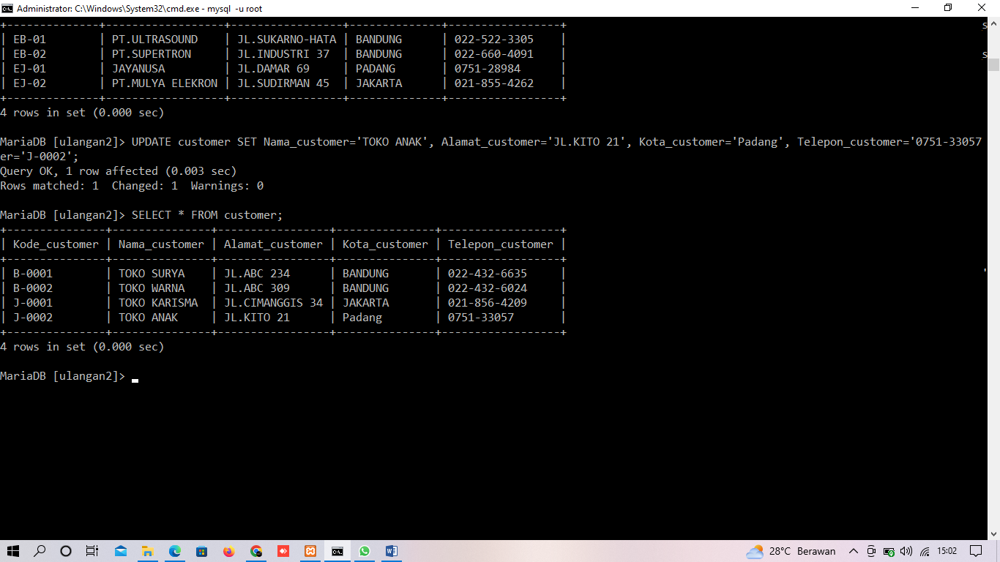 Administrator: C:\Windows\System32\cmd.exe - mysql -u root
+--------------+------------------+-----------------+--------------+-----------------+
| EB-01        | PT.ULTRASOUND    | JL.SUKARNO-HATA | BANDUNG      | 022-522-3305    |
| EB-02        | PT.SUPERTRON     | JL.INDUSTRI 37  | BANDUNG      | 022-660-4091    |
| EJ-01        | JAYANUSA         | JL.DAMAR 69     | PADANG       | 0751-28984      |
| EJ-02        | PT.MULYA ELEKRON | JL.SUDIRMAN 45  | JAKARTA      | 021-855-4262    |
+--------------+------------------+-----------------+--------------+-----------------+
4 rows in set (0.000 sec)
MariaDB [ulangan2]> UPDATE customer SET Nama_customer='TOKO ANAK', Alamat_customer='JL.KITO 21', Kota_customer='Padang', Telepon_customer='0751-33057
er='J-0002';
Query OK, 1 row affected (0.003 sec)
Rows matched: 1  Changed: 1  Warnings: 0
MariaDB [ulangan2]> SELECT * FROM customer;
+---------------+---------------+-----------------+---------------+------------------+
| Kode_customer | Nama_customer | Alamat_customer | Kota_customer | Telepon_customer |
+---------------+---------------+-----------------+---------------+------------------+
| B-0001        | TOKO SURYA    | JL.ABC 234      | BANDUNG       | 022-432-6635     |
| B-0002        | TOKO WARNA    | JL.ABC 309      | BANDUNG       | 022-432-6024     |
| J-0001        | TOKO KARISMA  | JL.CIMANGGIS 34 | JAKARTA       | 021-856-4209     |
| J-0002        | TOKO ANAK     | JL.KITO 21      | Padang        | 0751-33057       |
+---------------+---------------+-----------------+---------------+------------------+
4 rows in set (0.000 sec)
MariaDB [ulangan2]>
28°C Berawan 15:02